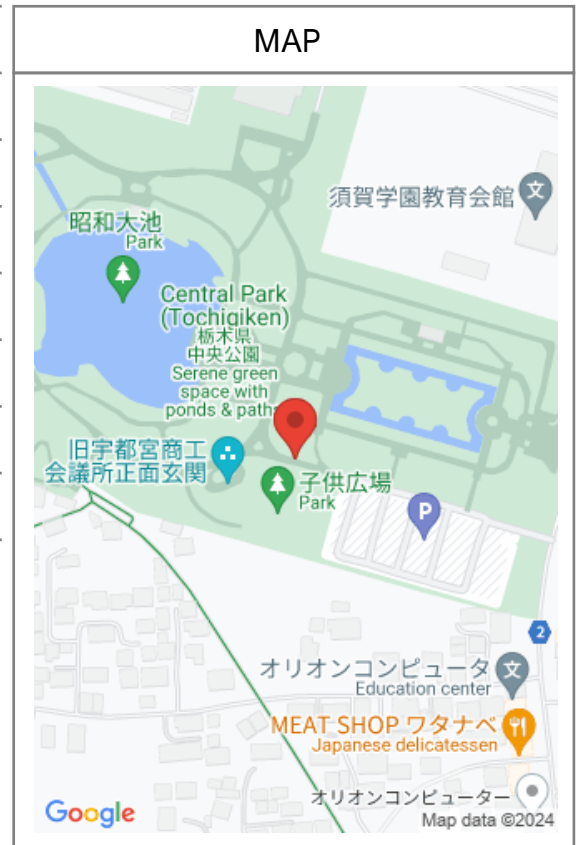 MAP
須賀学園教育会館
昭和大池
Park
Central Park
(Tochigiken)
栃木県
中央公園
Serene green
space with
ponds & paths
旧宇都宮商工
会議所正面玄関
子供広場
Park
P
2
オリオンコンピュータ
Education center
MEAT SHOP ワタナベ
Japanese delicatessen
オリオンコンピューター
Google
Map data ©2024